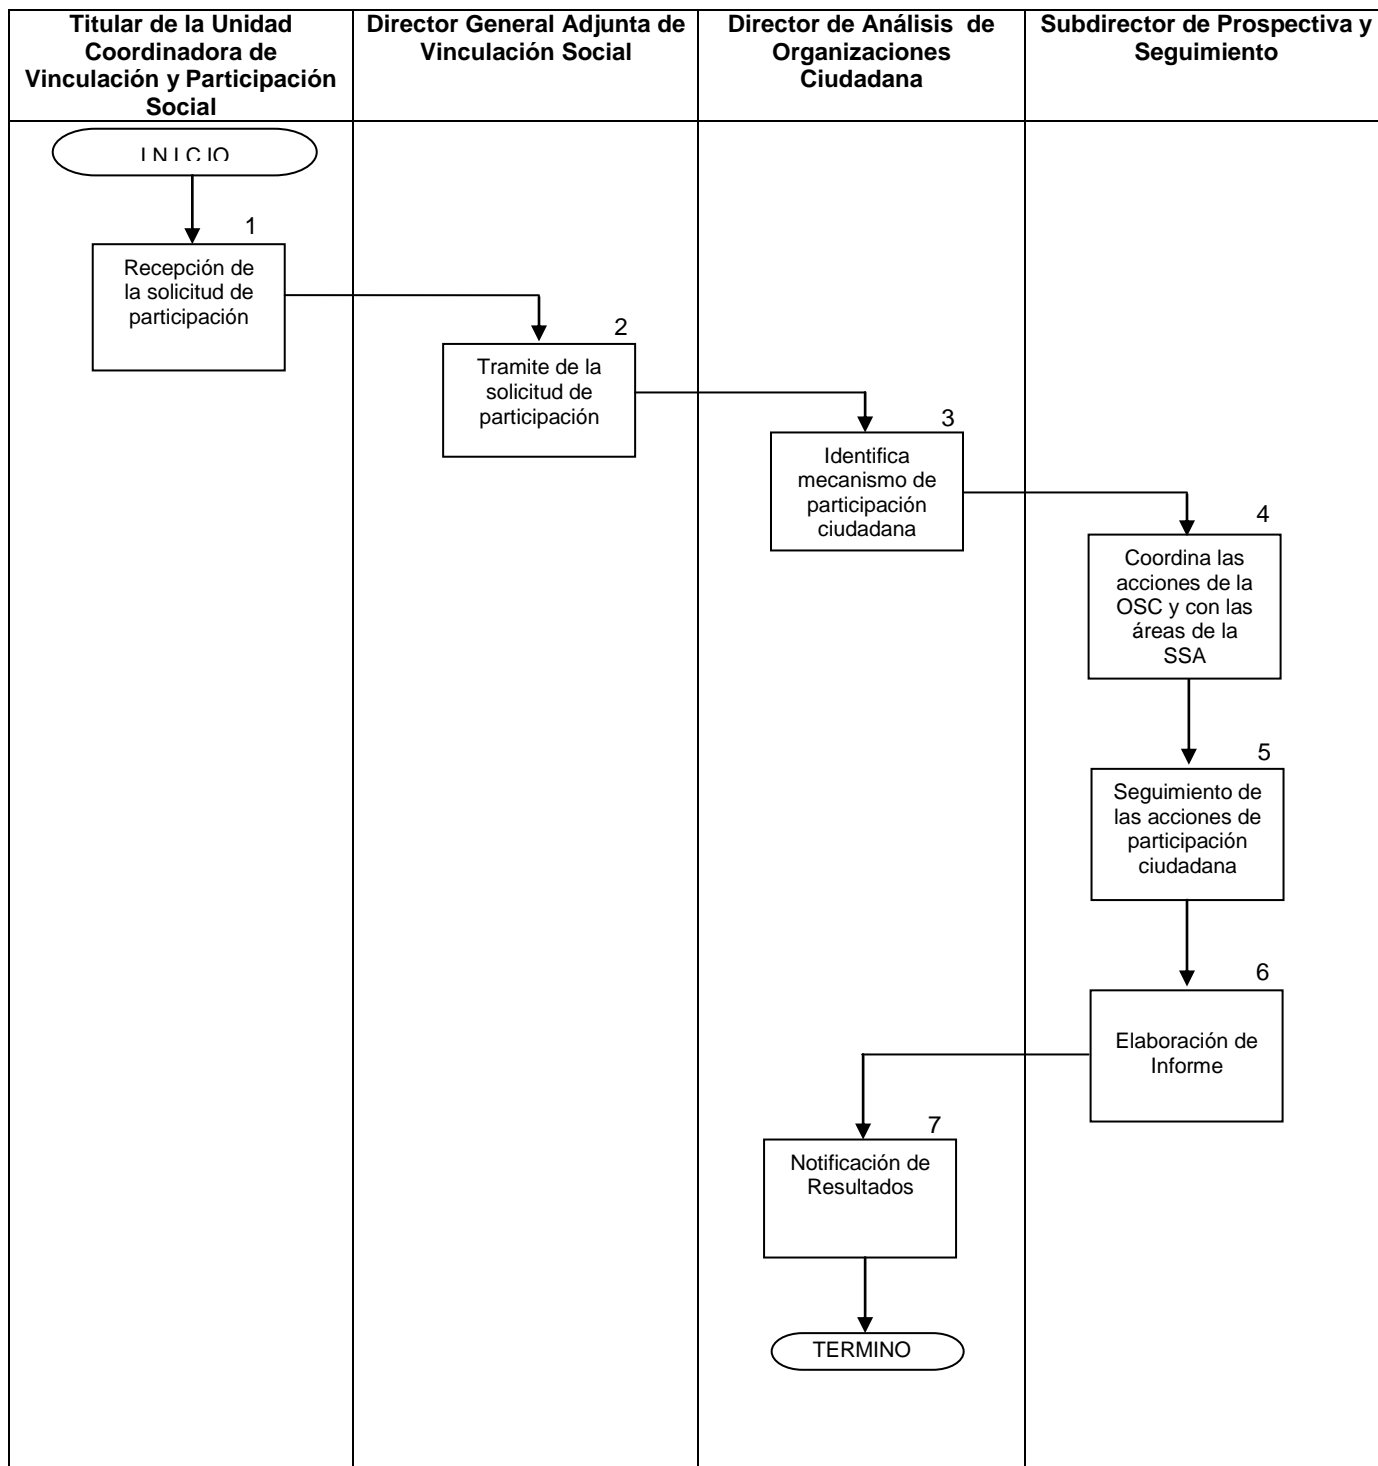 Titular de la Unidad
Coordinadora de
Vinculación y Participación
Social
Director General Adjunta de
Vinculación Social
Director de Análisis de
Organizaciones
Ciudadana
Subdirector de Prospectiva y
Seguimiento
I N I C IO
1
Recepción de
la solicitud de
participación
2
Tramite de la
solicitud de
participación
3
Identifica
mecanismo de
participación
ciudadana
4
Coordina las
acciones de la
OSC y con las
áreas de la
SSA
5
Seguimiento de
las acciones de
participación
ciudadana
6
Elaboración de
Informe
7
Notificación de
Resultados
TERMINO